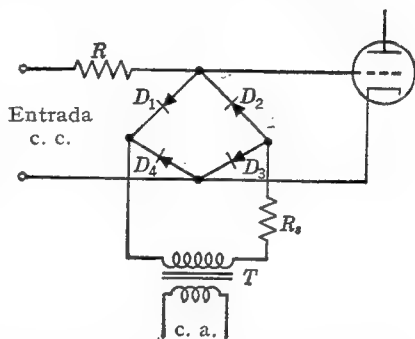 R
D1
D2
Entrada
c. c.
D4
D3
Rs
T
c. a.